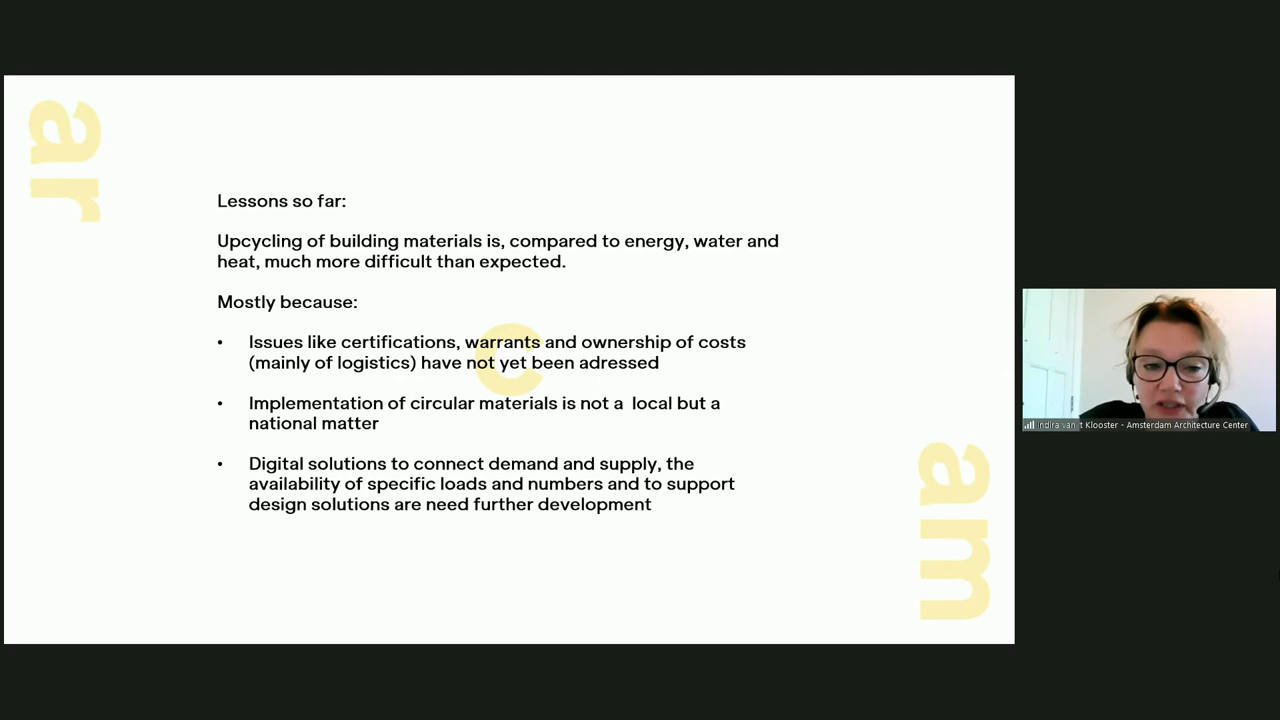 ar
Lessons so far:
Upcycling of building materials is, compared to energy, water and
heat, much more difficult than expected.
Mostly because:
• Issues like certifications, warrants and ownership of costs
(mainly of logistics) have not yet been adressed
c
• Implementation of circular materials is not a  local but a
national matter
• Digital solutions to connect demand and supply, the
availability of specific loads and numbers and to support
design solutions are need further development
am
Indira van t Klooster - Amsterdam Architecture Center